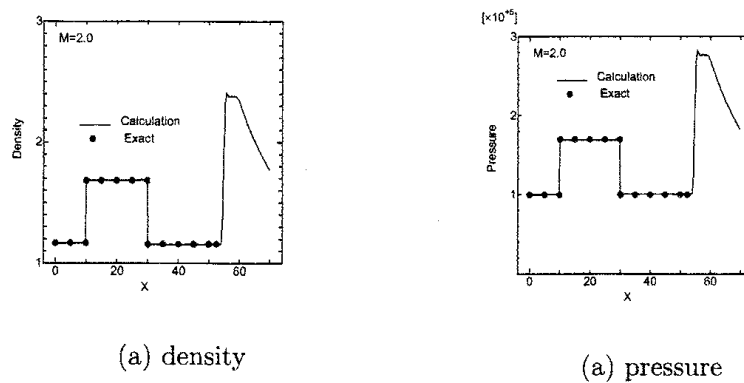 M=2.0
3
2
1
Density
Calculation
Exact
0
20
40
60
X
(a) density
[×10⁺⁵]
M=2.0
3
2
1
Pressure
Calculation
Exact
0
20
40
60
X
(a) pressure